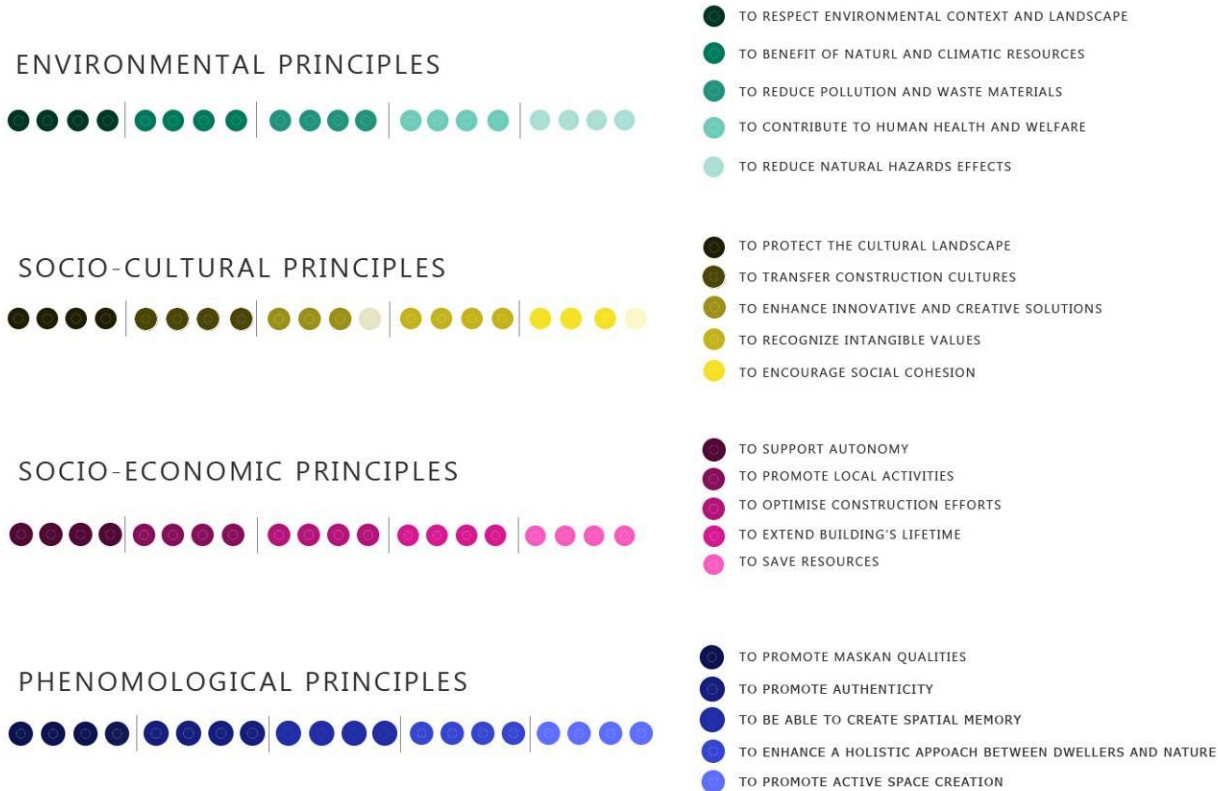 ENVIRONMENTAL PRINCIPLES
TO RESPECT ENVIRONMENTAL CONTEXT AND LANDSCAPE
TO BENEFIT OF NATURL AND CLIMATIC RESOURCES
TO REDUCE POLLUTION AND WASTE MATERIALS
TO CONTRIBUTE TO HUMAN HEALTH AND WELFARE
TO REDUCE NATURAL HAZARDS EFFECTS
SOCIO-CULTURAL PRINCIPLES
TO PROTECT THE CULTURAL LANDSCAPE
TO TRANSFER CONSTRUCTION CULTURES
TO ENHANCE INNOVATIVE AND CREATIVE SOLUTIONS
TO RECOGNIZE INTANGIBLE VALUES
TO ENCOURAGE SOCIAL COHESION
SOCIO-ECONOMIC PRINCIPLES
TO SUPPORT AUTONOMY
TO PROMOTE LOCAL ACTIVITIES
TO OPTIMISE CONSTRUCTION EFFORTS
TO EXTEND BUILDING'S LIFETIME
TO SAVE RESOURCES
PHENOMOLOGICAL PRINCIPLES
TO PROMOTE MASKAN QUALITIES
TO PROMOTE AUTHENTICITY
TO BE ABLE TO CREATE SPATIAL MEMORY
TO ENHANCE A HOLISTIC APPOACH BETWEEN DWELLERS AND NATURE
TO PROMOTE ACTIVE SPACE CREATION